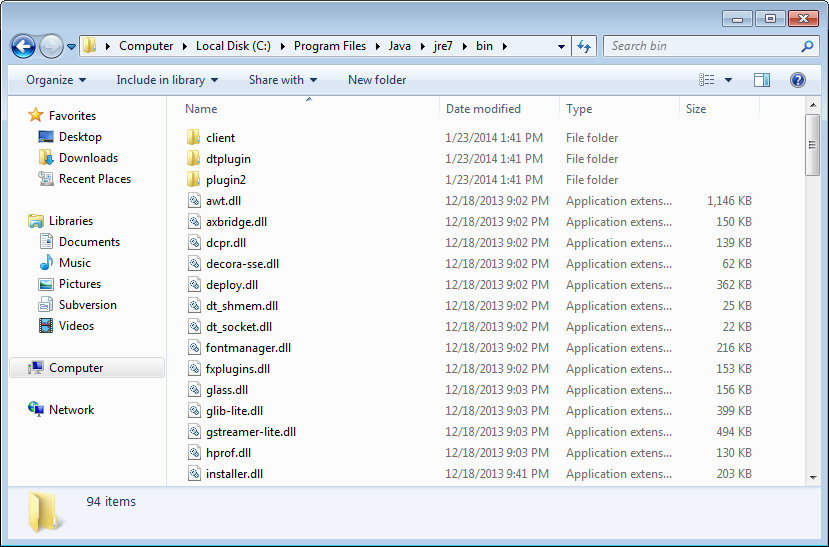 Computer Local Disk (C:) Program Files Java jre7 bin Search bin
Organize Include in library Share with New folder
Name Date modified Type Size
Favorites
Desktop
Downloads
Recent Places
Libraries
Documents
Music
Pictures
Subversion
Videos
Computer
Network
client 1/23/2014 1:41 PM File folder
dtplugin 1/23/2014 1:41 PM File folder
plugin2 1/23/2014 1:41 PM File folder
awt.dll 12/18/2013 9:02 PM Application extens... 1,146 KB
axbridge.dll 12/18/2013 9:02 PM Application extens... 150 KB
dcpr.dll 12/18/2013 9:02 PM Application extens... 139 KB
decora-sse.dll 12/18/2013 9:02 PM Application extens... 62 KB
deploy.dll 12/18/2013 9:02 PM Application extens... 362 KB
dt_shmem.dll 12/18/2013 9:02 PM Application extens... 25 KB
dt_socket.dll 12/18/2013 9:02 PM Application extens... 22 KB
fontmanager.dll 12/18/2013 9:02 PM Application extens... 216 KB
fxplugins.dll 12/18/2013 9:02 PM Application extens... 153 KB
glass.dll 12/18/2013 9:03 PM Application extens... 156 KB
glib-lite.dll 12/18/2013 9:03 PM Application extens... 399 KB
gstreamer-lite.dll 12/18/2013 9:03 PM Application extens... 494 KB
hprof.dll 12/18/2013 9:03 PM Application extens... 130 KB
installer.dll 12/18/2013 9:41 PM Application extens... 203 KB
94 items